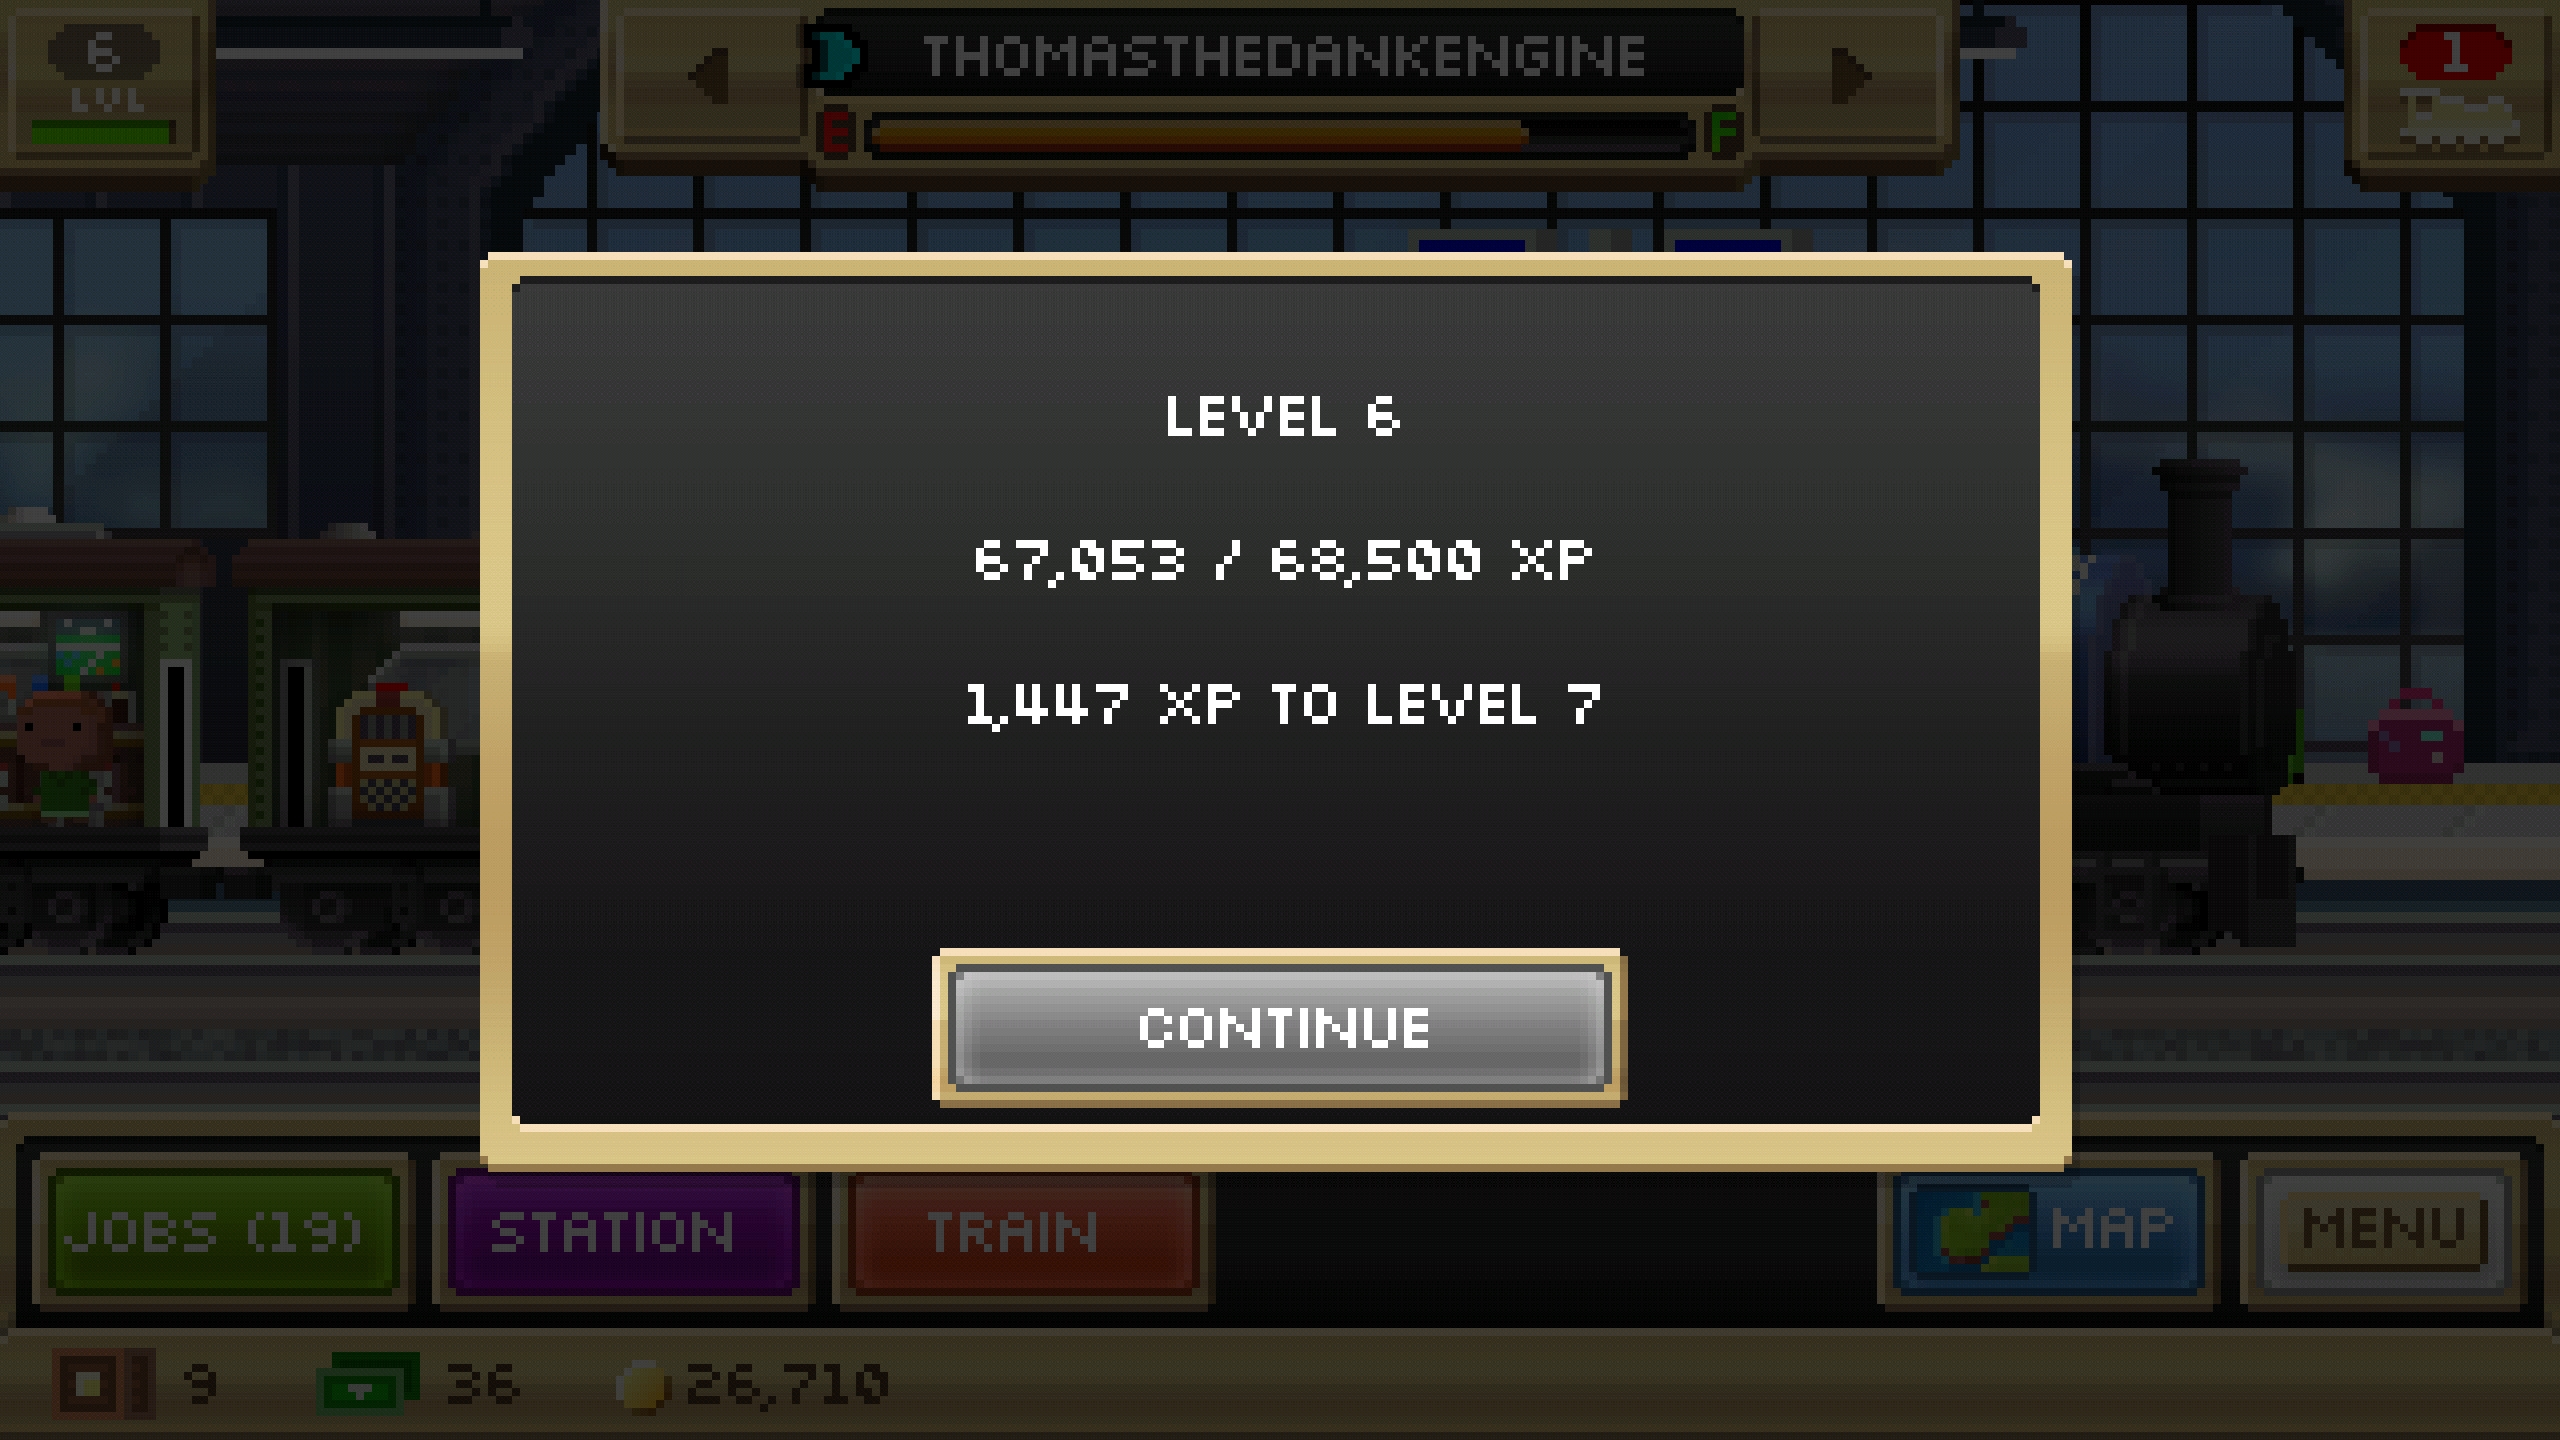 6
LVL
THOMASTHEDANKENGINE
E
F
1
LEVEL 6
67,053 / 68,500 XP
1,447 XP TO LEVEL 7
CONTINUE
JOBS (19)
STATION
TRAIN
MAP
MENU
9
36
26,710